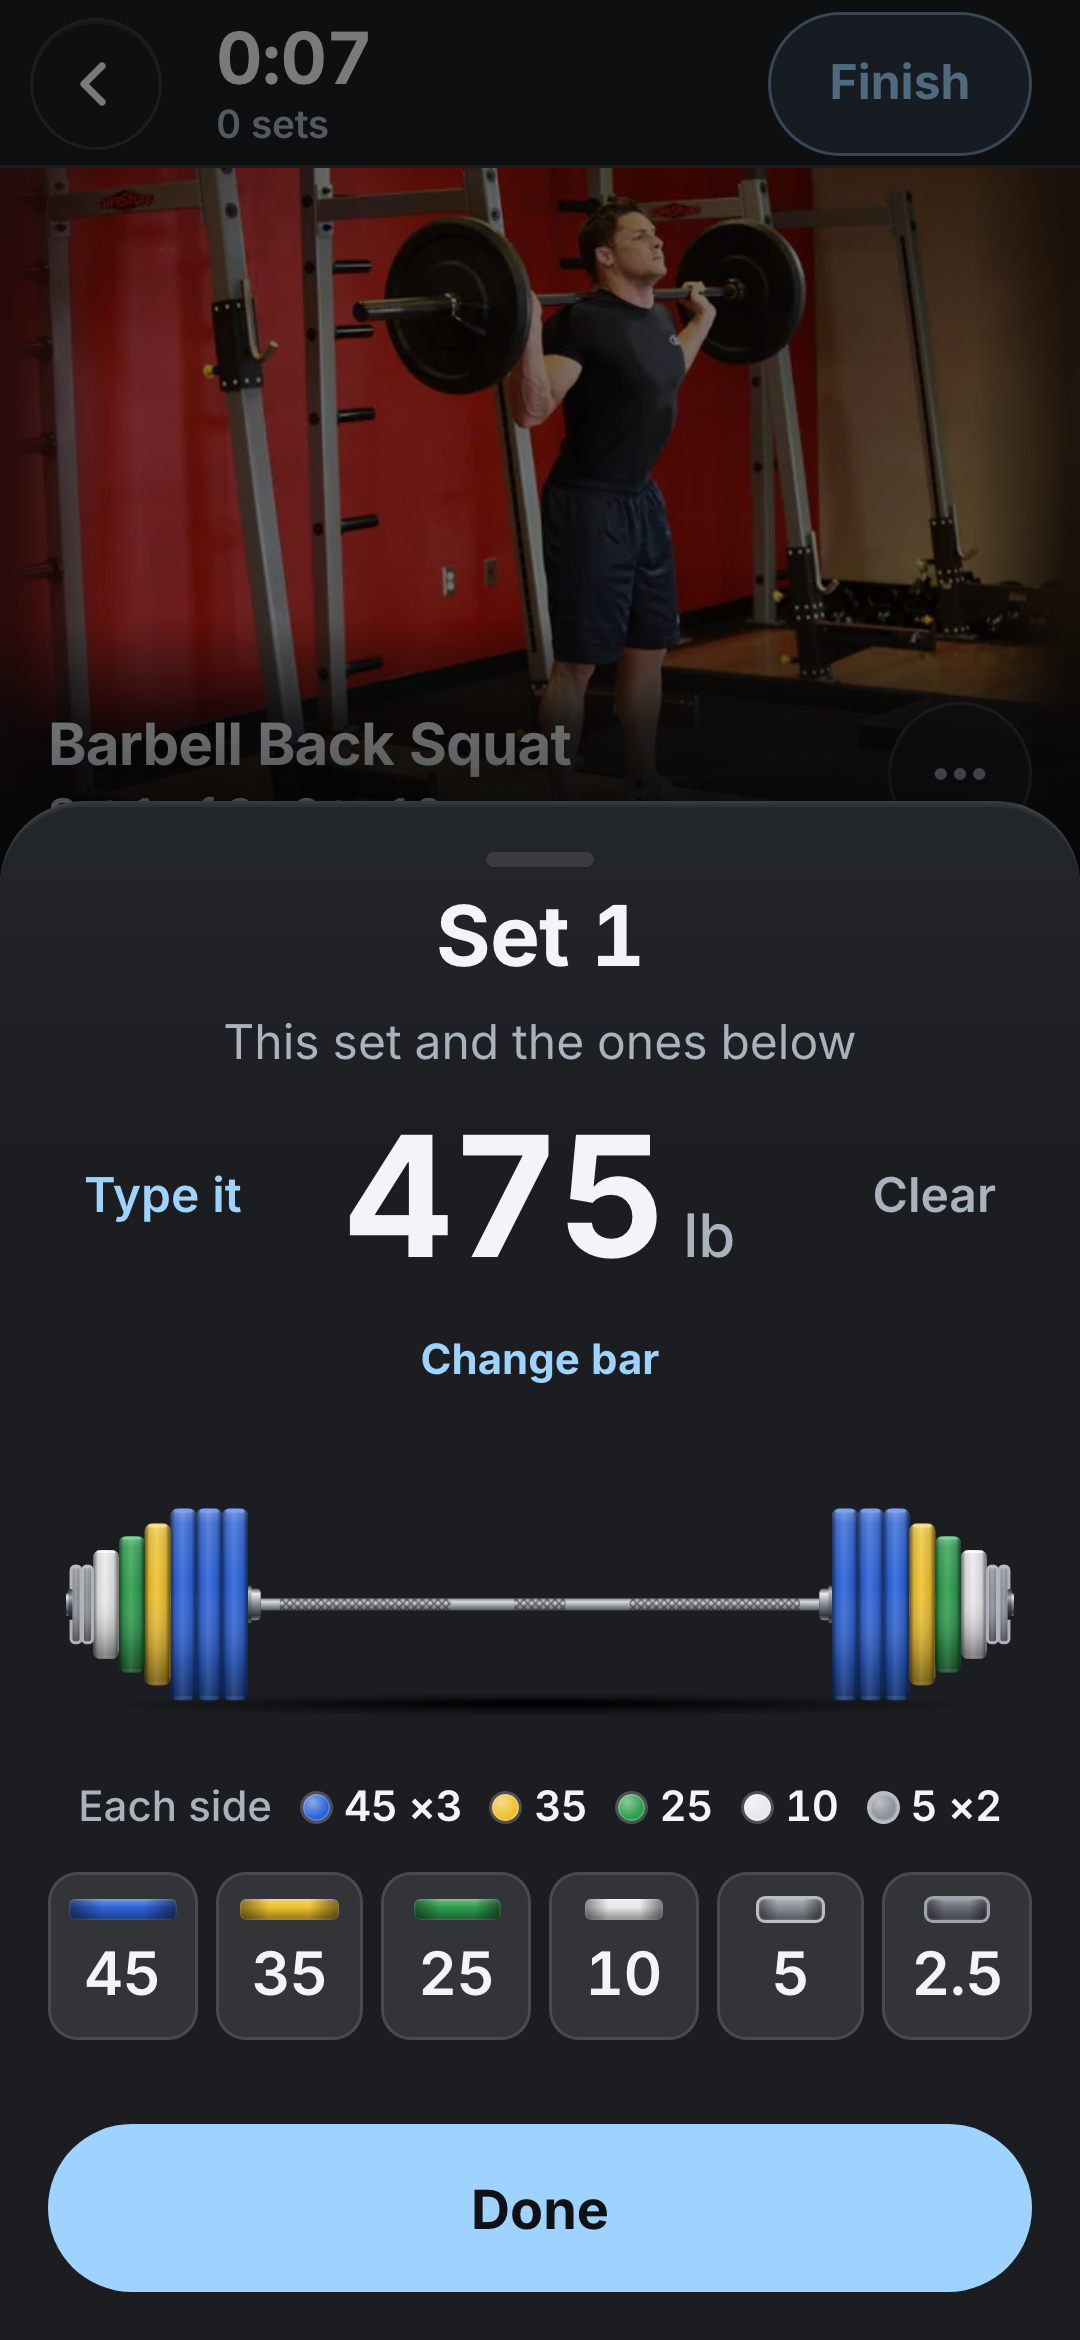 0:07
0 sets
Finish
Barbell Back Squat
Set 1
This set and the ones below
Type it
475 lb
Clear
Change bar
Each side 45 ×3 35 25 10 5 ×2
45 35 25 10 5 2.5
Done